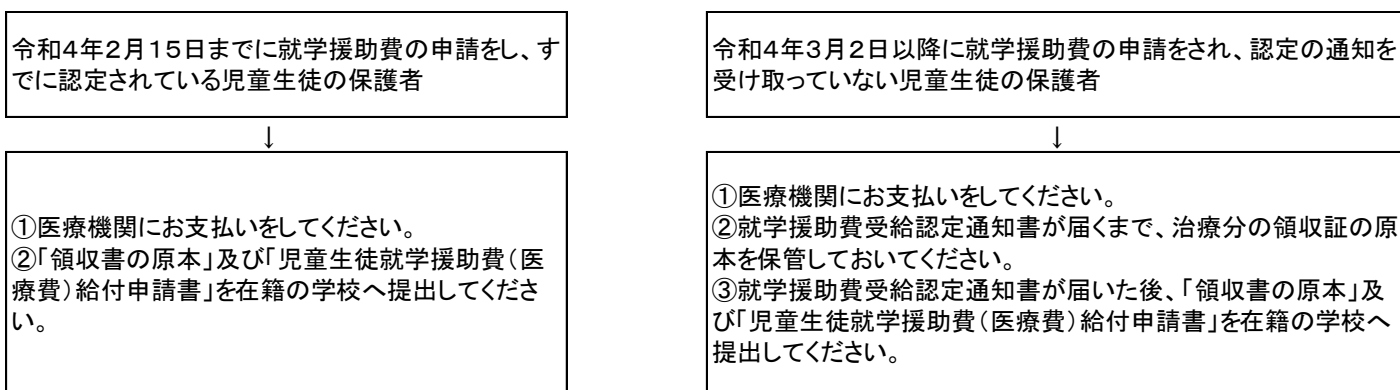 令和4年2月15日までに就学援助費の申請をし、す
でに認定されている児童生徒の保護者
↓
①医療機関にお支払いをしてください。
②「領収書の原本」及び「児童生徒就学援助費(医
療費)給付申請書」を在籍の学校へ提出してくださ
い。
令和4年3月2日以降に就学援助費の申請をされ、認定の通知を
受け取っていない児童生徒の保護者
↓
①医療機関にお支払いをしてください。
②就学援助費受給認定通知書が届くまで、治療分の領収証の原
本を保管しておいてください。
③就学援助費受給認定通知書が届いた後、「領収書の原本」及
び「児童生徒就学援助費(医療費)給付申請書」を在籍の学校へ
提出してください。